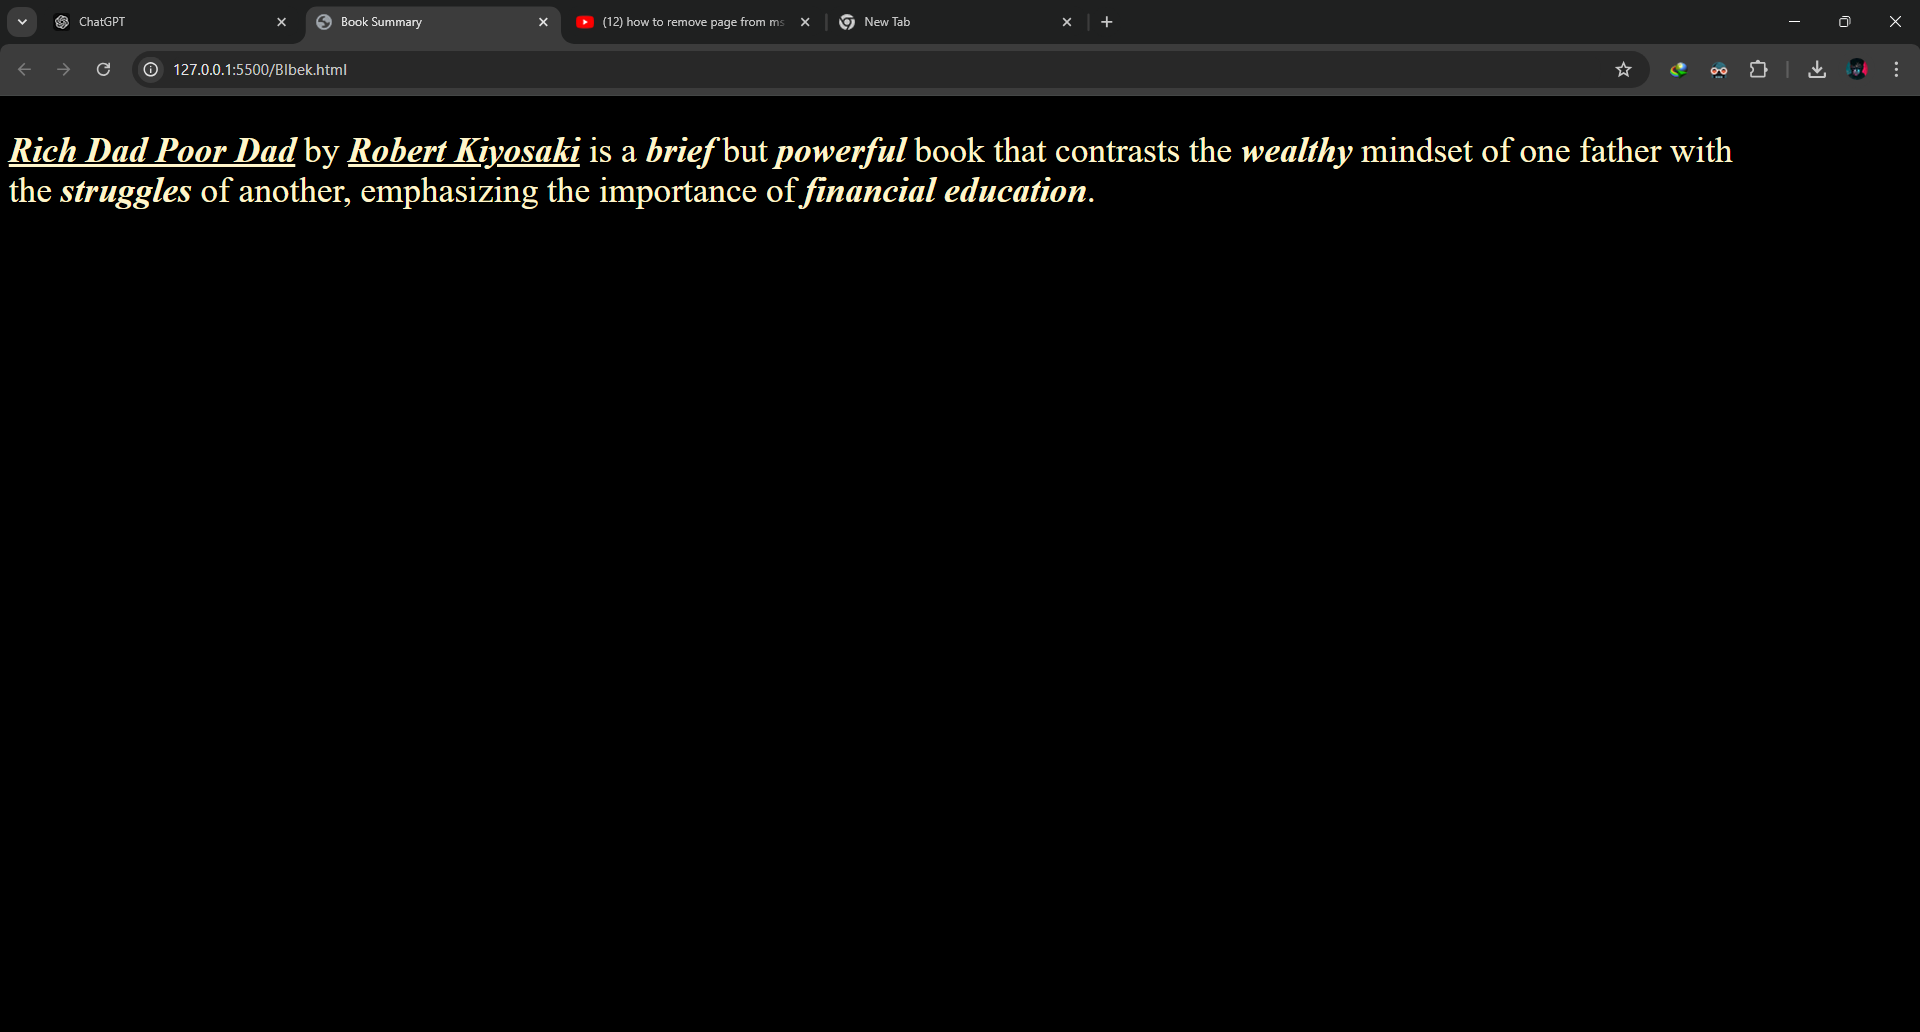 ChatGPT
Book Summary
(12) how to remove page from ms
New Tab
127.0.0.1:5500/BIbek.html
Rich Dad Poor Dad by Robert Kiyosaki is a brief but powerful book that contrasts the wealthy mindset of one father with
the struggles of another, emphasizing the importance of financial education.